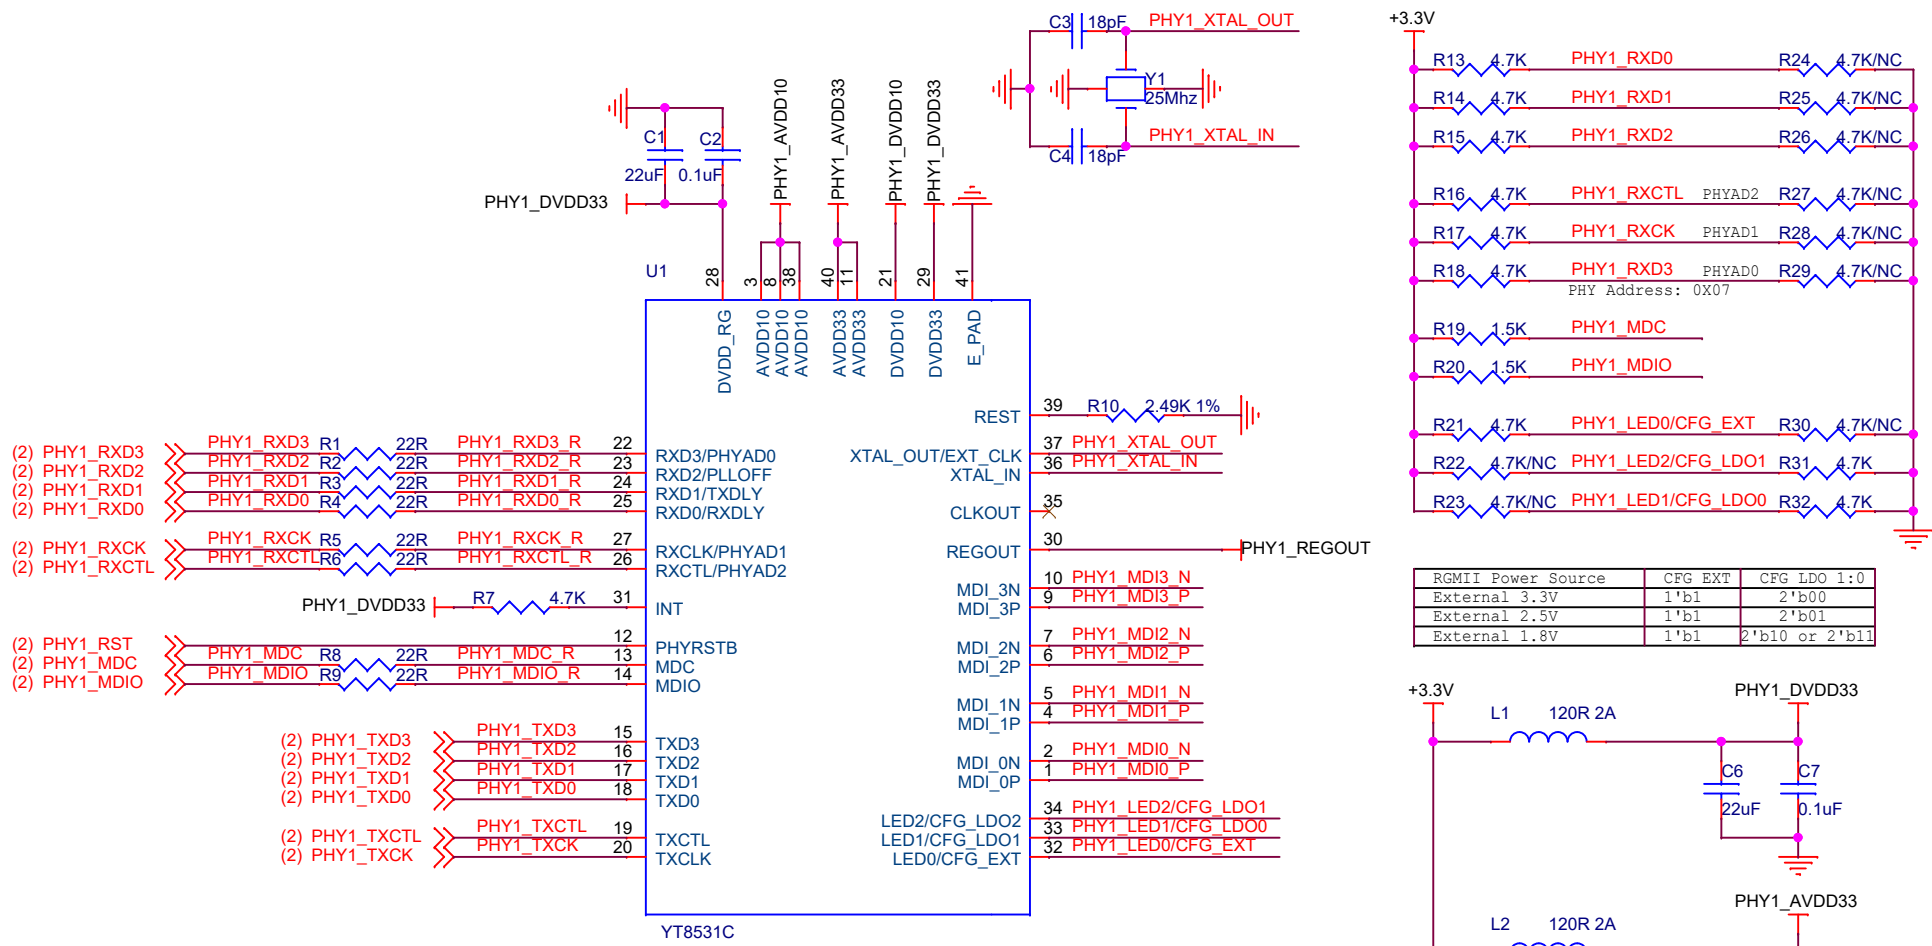 C3 18pF PHY1_XTAL_OUT
Y1
25Mhz
C4 18pF PHY1_XTAL_IN
C1 C2
22uF 0.1uF
PHY1_DVDD33
PHY1_AVDD10
PHY1_AVDD33
PHY1_DVDD10
PHY1_DVDD33
U1
28 3 8 38 40 11 21 29 41
DVDD_RG AVDD10 AVDD10 AVDD10 AVDD33 AVDD33 DVDD10 DVDD33 E_PAD
(2) PHY1_RXD3 PHY1_RXD3 R1 22R PHY1_RXD3_R 22 RXD3/PHYAD0
(2) PHY1_RXD2 PHY1_RXD2 R2 22R PHY1_RXD2_R 23 RXD2/PLLOFF
(2) PHY1_RXD1 PHY1_RXD1 R3 22R PHY1_RXD1_R 24 RXD1/TXDLY
(2) PHY1_RXD0 PHY1_RXD0 R4 22R PHY1_RXD0_R 25 RXD0/RXDLY
(2) PHY1_RXCK PHY1_RXCK R5 22R PHY1_RXCK_R 27 RXCLK/PHYAD1
(2) PHY1_RXCTL PHY1_RXCTL R6 22R PHY1_RXCTL_R 26 RXCTL/PHYAD2
PHY1_DVDD33 R7 4.7K 31 INT
(2) PHY1_RST 12 PHYRSTB
(2) PHY1_MDC PHY1_MDC R8 22R PHY1_MDC_R 13 MDC
(2) PHY1_MDIO PHY1_MDIO R9 22R PHY1_MDIO_R 14 MDIO
(2) PHY1_TXD3 PHY1_TXD3 15 TXD3
(2) PHY1_TXD2 PHY1_TXD2 16 TXD2
(2) PHY1_TXD1 PHY1_TXD1 17 TXD1
(2) PHY1_TXD0 PHY1_TXD0 18 TXD0
(2) PHY1_TXCTL PHY1_TXCTL 19 TXCTL
(2) PHY1_TXCK PHY1_TXCK 20 TXCLK
REST 39 R10 2.49K 1%
XTAL_OUT/EXT_CLK 37 PHY1_XTAL_OUT
XTAL_IN 36 PHY1_XTAL_IN
CLKOUT 35
REGOUT 30 PHY1_REGOUT
MDI_3N 10 PHY1_MDI3_N
MDI_3P 9 PHY1_MDI3_P
MDI_2N 7 PHY1_MDI2_N
MDI_2P 6 PHY1_MDI2_P
MDI_1N 5 PHY1_MDI1_N
MDI_1P 4 PHY1_MDI1_P
MDI_0N 2 PHY1_MDI0_N
MDI_0P 1 PHY1_MDI0_P
LED2/CFG_LDO2 34 PHY1_LED2/CFG_LDO1
LED1/CFG_LDO1 33 PHY1_LED1/CFG_LDO0
LED0/CFG_EXT 32 PHY1_LED0/CFG_EXT
YT8531C
+3.3V
R13 4.7K PHY1_RXD0 R24 4.7K/NC
R14 4.7K PHY1_RXD1 R25 4.7K/NC
R15 4.7K PHY1_RXD2 R26 4.7K/NC
R16 4.7K PHY1_RXCTL PHYAD2 R27 4.7K/NC
R17 4.7K PHY1_RXCK PHYAD1 R28 4.7K/NC
R18 4.7K PHY1_RXD3 PHYAD0 R29 4.7K/NC
PHY Address: 0X07
R19 1.5K PHY1_MDC
R20 1.5K PHY1_MDIO
R21 4.7K PHY1_LED0/CFG_EXT R30 4.7K/NC
R22 4.7K/NC PHY1_LED2/CFG_LDO1 R31 4.7K
R23 4.7K/NC PHY1_LED1/CFG_LDO0 R32 4.7K
RGMII Power Source CFG EXT CFG LDO 1:0
External 3.3V 1'b1 2'b00
External 2.5V 1'b1 2'b01
External 1.8V 1'b1 2'b10 or 2'b11
+3.3V PHY1_DVDD33
L1 120R 2A
C6 C7
22uF 0.1uF
PHY1_AVDD33
L2 120R 2A